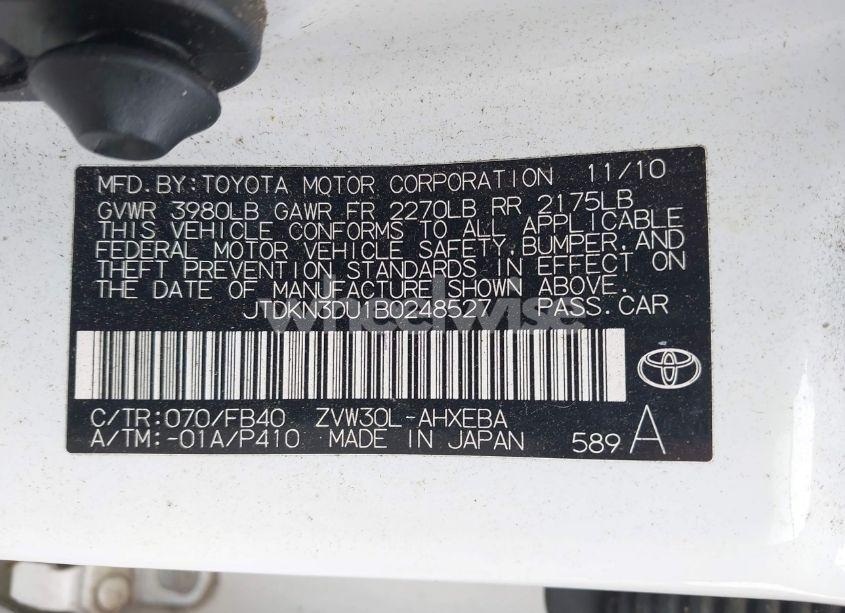 MFD. BY: TOYOTA MOTOR CORPORATION 11/10
GVWR 3980LB GAWR FR 2270LB RR 2175LB
THIS VEHICLE CONFORMS TO ALL APPLICABLE
FEDERAL MOTOR VEHICLE SAFETY, BUMPER, AND
THEFT PREVENTION STANDARDS IN EFFECT ON
THE DATE OF MANUFACTURE SHOWN ABOVE.
JTDKN3DU1B0248527 PASS. CAR
wheelwise
C/TR: 070/FB40 ZVW30L-AHXEBA
A/TM: -01A/P410 MADE IN JAPAN 589 A